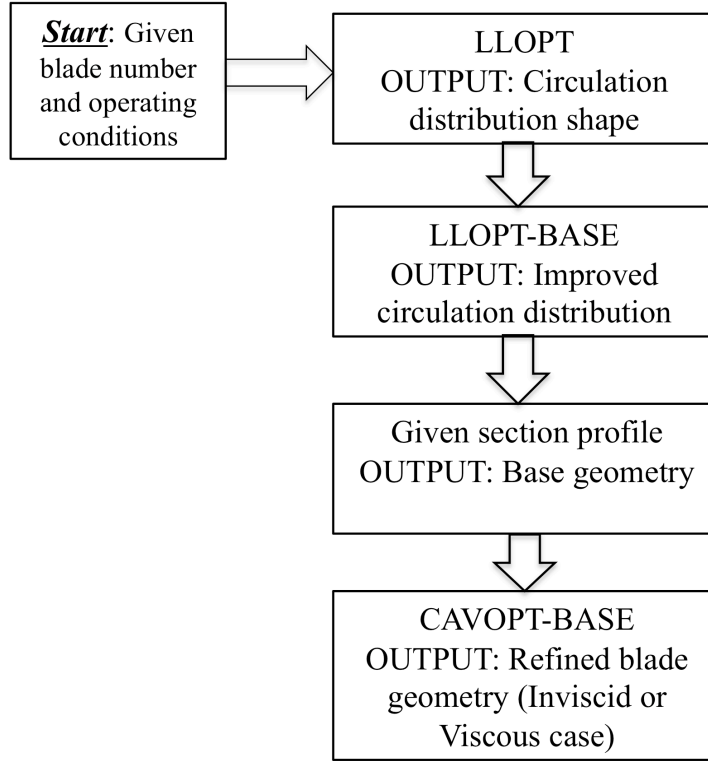 Start: Given
blade number
and operating
conditions
LLOPT
OUTPUT: Circulation
distribution shape
LLOPT-BASE
OUTPUT: Improved
circulation distribution
Given section profile
OUTPUT: Base geometry
CAVOPT-BASE
OUTPUT: Refined blade
geometry (Inviscid or
Viscous case)